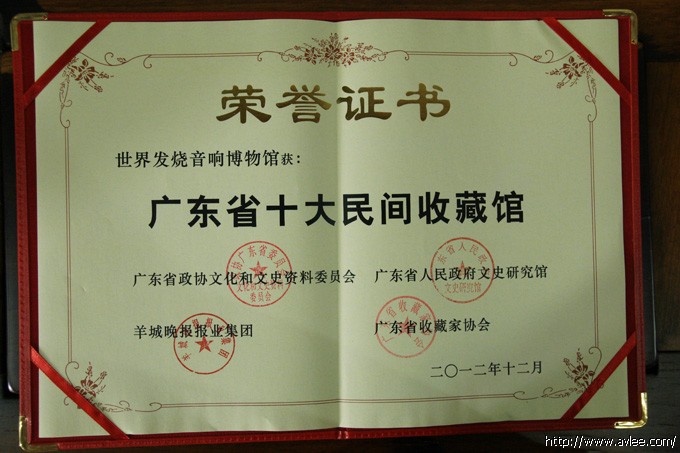 荣誉证书
世界发烧音响博物馆获：
广东省十大民间收藏馆
广东省政协文化和文史资料委员会 广东省人民政府文史研究馆
羊城晚报报业集团 广东省收藏家协会
二〇一二年十二月
http://www.avlee.com/